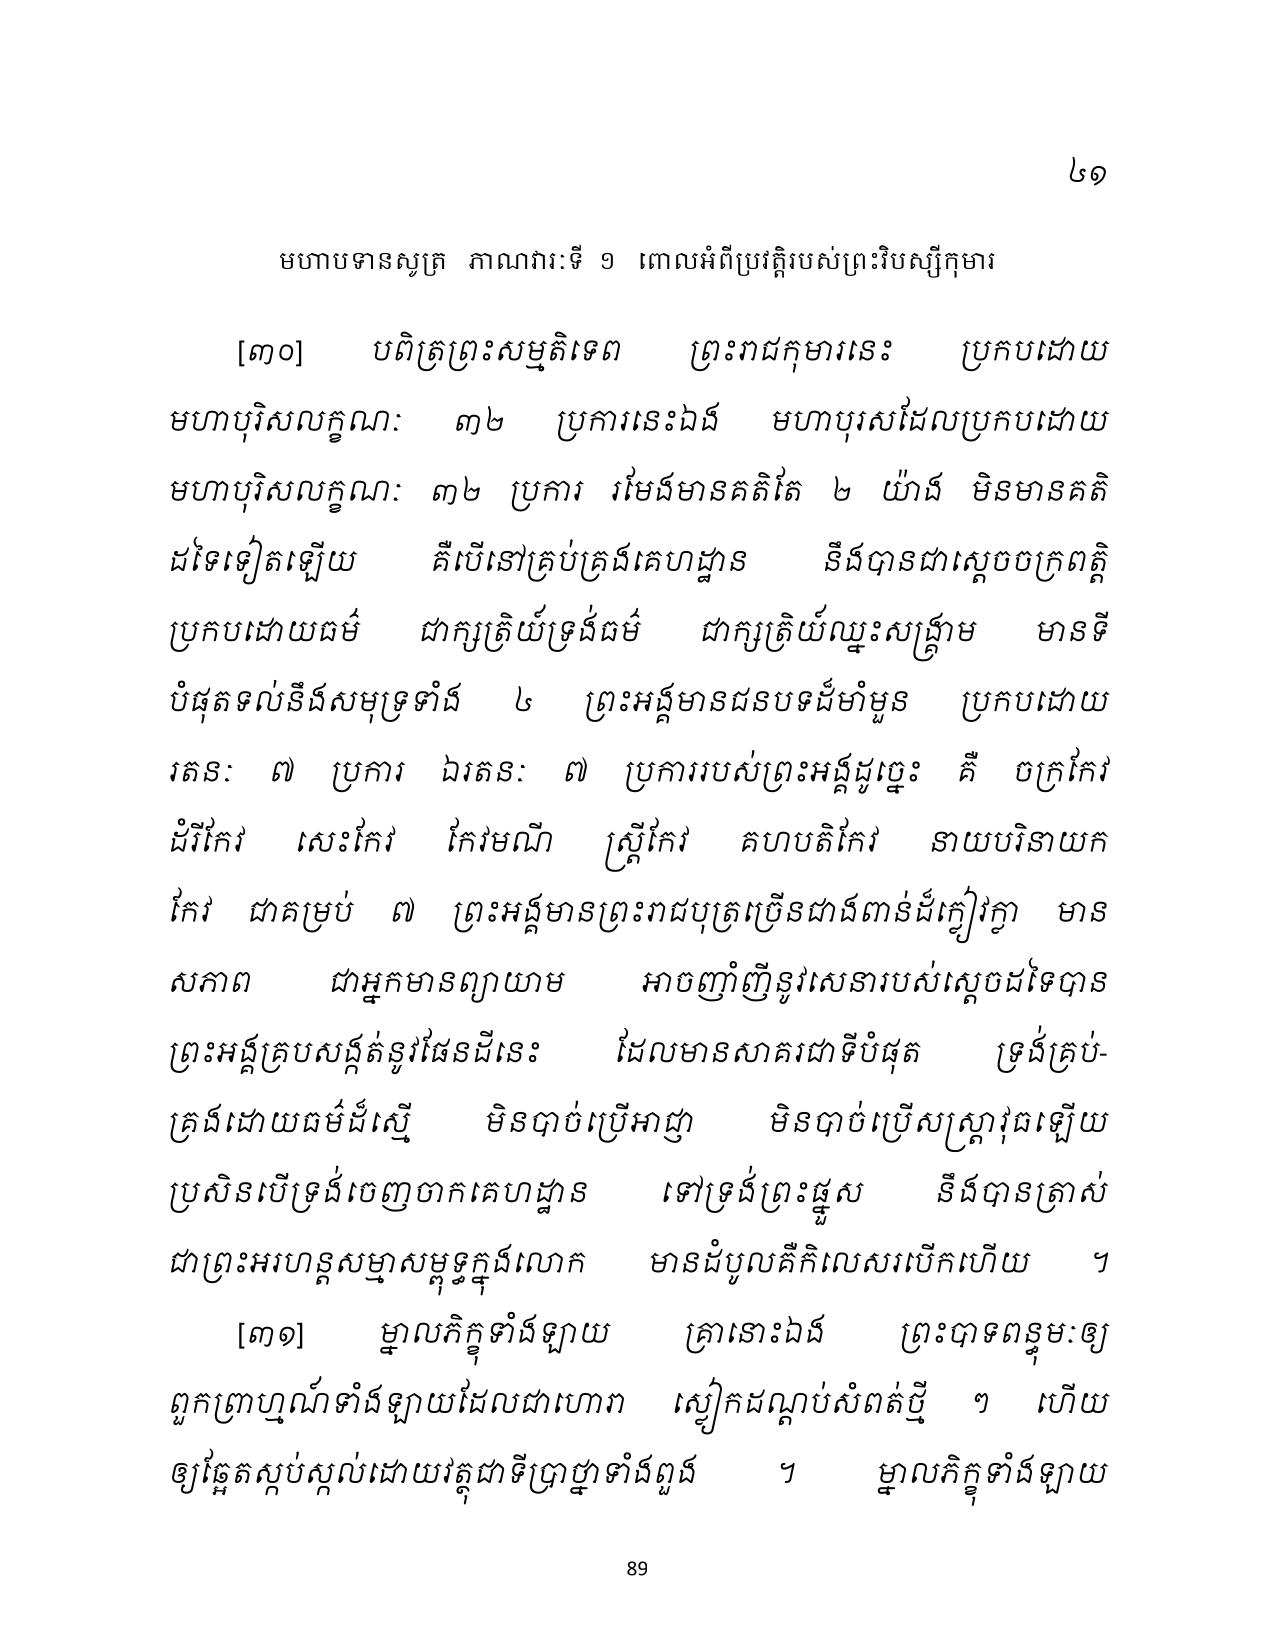 ៤១
មហាបទានសូត្រ ភាណវារៈទី ១ ពោលអំពីប្រវត្តិរបស់ព្រះវិបស្សីកុមារ
[៣០] បពិត្រព្រះសម្មតិទេព ព្រះរាជកុមារនេះ ប្រកបដោយ
មហាបុរិសលក្ខណៈ ៣២ ប្រការនេះឯង មហាបុរសដែលប្រកបដោយ
មហាបុរិសលក្ខណៈ ៣២ ប្រការ រមែងមានគតិតែ ២ យ៉ាង មិនមានគតិ
ដទៃទៀតឡើយ គឺបើនៅគ្រប់គ្រងគេហដ្ឋាន នឹងបានជាស្តេចចក្រពត្តិ
ប្រកបដោយធម៌ ជាក្សត្រិយ៍ទ្រង់ធម៌ ជាក្សត្រិយ៍ឈ្នះសង្គ្រាម មានទី
បំផុតទល់នឹងសមុទ្រទាំង ៤ ព្រះអង្គមានជនបទដ៏មាំមួន ប្រកបដោយ
រតនៈ ៧ ប្រការ ឯរតនៈ ៧ ប្រការរបស់ព្រះអង្គដូច្នេះ គឺ ចក្រកែវ
ដំរីកែវ សេះកែវ កែវមណី ស្ត្រីកែវ គហបតិកែវ នាយបរិនាយក
កែវ ជាគម្រប់ ៧ ព្រះអង្គមានព្រះរាជបុត្រច្រើនជាងពាន់ដ៏ក្លៀវក្លា មាន
សភាព ជាអ្នកមានព្យាយាម អាចញាំញីនូវសេនារបស់ស្តេចដទៃបាន
ព្រះអង្គគ្របសង្កត់នូវផែនដីនេះ ដែលមានសាគរជាទីបំផុត ទ្រង់គ្រប់-
គ្រងដោយធម៌ដ៏ស្មើ មិនបាច់ប្រើអាជ្ញា មិនបាច់ប្រើសស្ត្រាវុធឡើយ
ប្រសិនបើទ្រង់ចេញចាកគេហដ្ឋាន ទៅទ្រង់ព្រះផ្នួស នឹងបានត្រាស់
ជាព្រះអរហន្តសម្មាសម្ពុទ្ធក្នុងលោក មានដំបូលគឺកិលេសរបើកហើយ ។
[៣១] ម្នាលភិក្ខុទាំងឡាយ គ្រានោះឯង ព្រះបាទពន្ធុមៈឲ្យ
ពួកព្រាហ្មណ៍ទាំងឡាយដែលជាហោរា ស្លៀកដណ្តប់សំពត់ថ្មី ៗ ហើយ
ឲ្យឆ្អែតស្កប់ស្កល់ដោយវត្ថុជាទីប្រាថ្នាទាំងពួង ។ ម្នាលភិក្ខុទាំងឡាយ
89